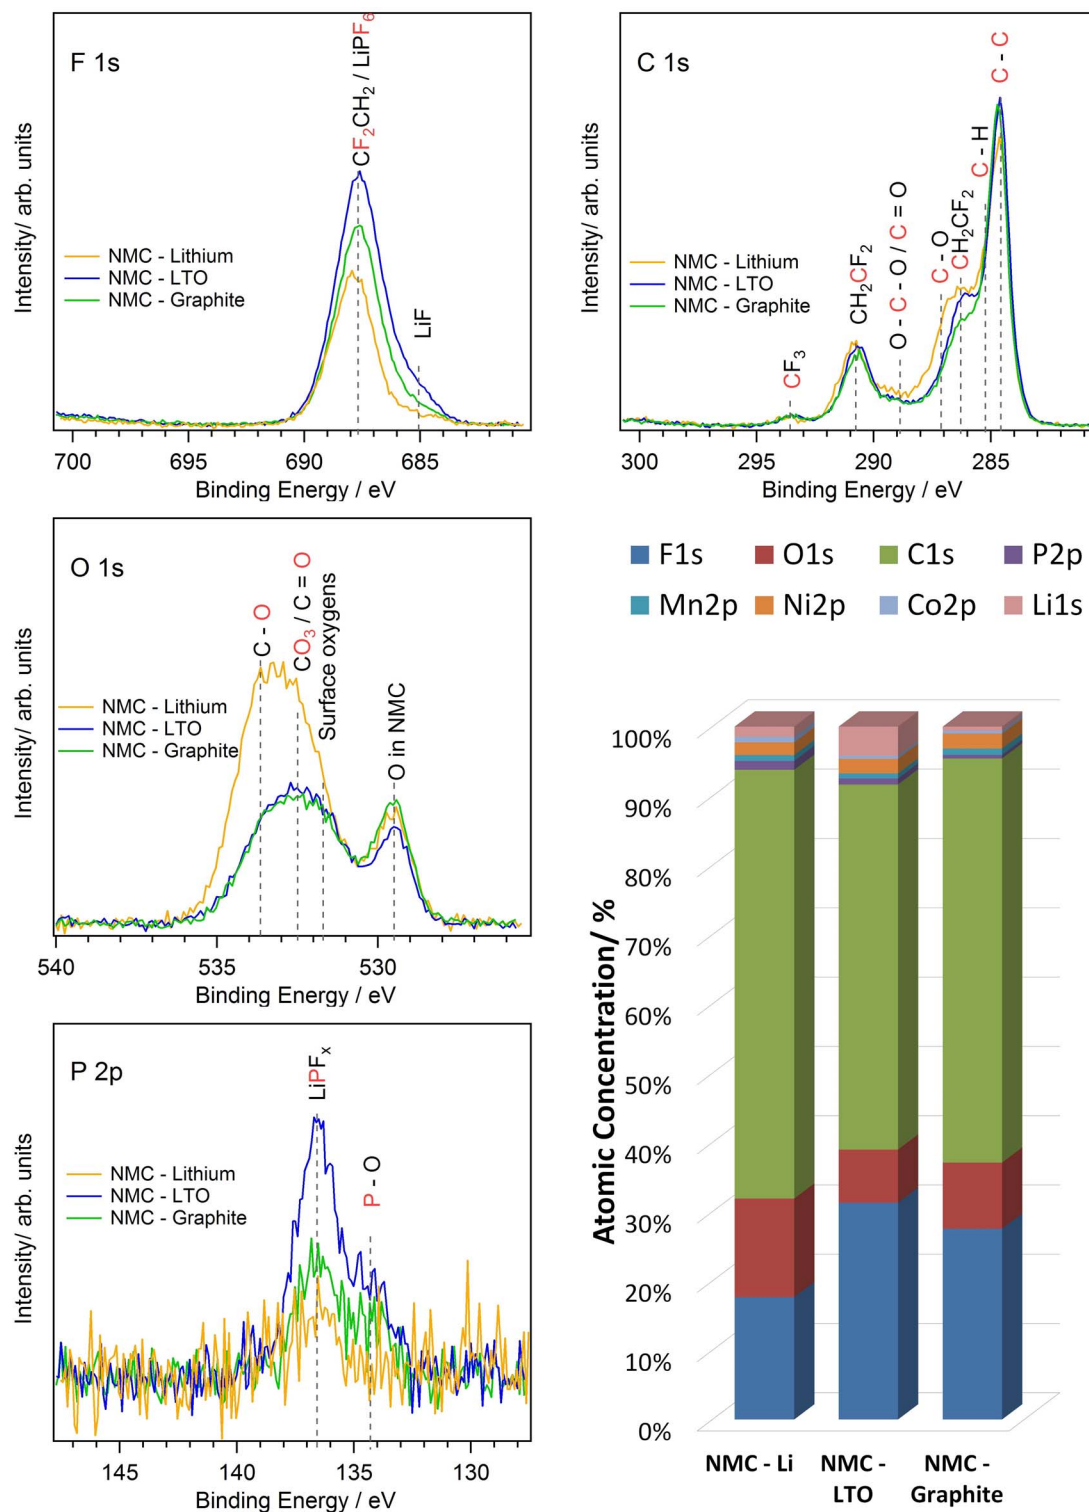 F 1s
CF₂CH₂ / LiPF₆
LiF
NMC - Lithium
NMC - LTO
NMC - Graphite
Intensity/ arb. units
700 695 690 685
Binding Energy / eV
C 1s
CF₃
CH₂CF₂
O - C - O / C = O
C - O
CH₂CF₂
C - H
C - C
NMC - Lithium
NMC - LTO
NMC - Graphite
Intensity/ arb. units
300 295 290 285
Binding Energy / eV
O 1s
C - O
CO₃ / C = O
Surface oxygens
O in NMC
NMC - Lithium
NMC - LTO
NMC - Graphite
Intensity/ arb. units
540 535 530
Binding Energy / eV
F1s O1s C1s P2p
Mn2p Ni2p Co2p Li1s
Atomic Concentration/ %
100%
90%
80%
70%
60%
50%
40%
30%
20%
10%
0%
NMC - Li
NMC -
LTO
NMC -
Graphite
P 2p
LiPFₓ
P - O
NMC - Lithium
NMC - LTO
NMC - Graphite
Intensity/ arb. units
145 140 135 130
Binding Energy / eV